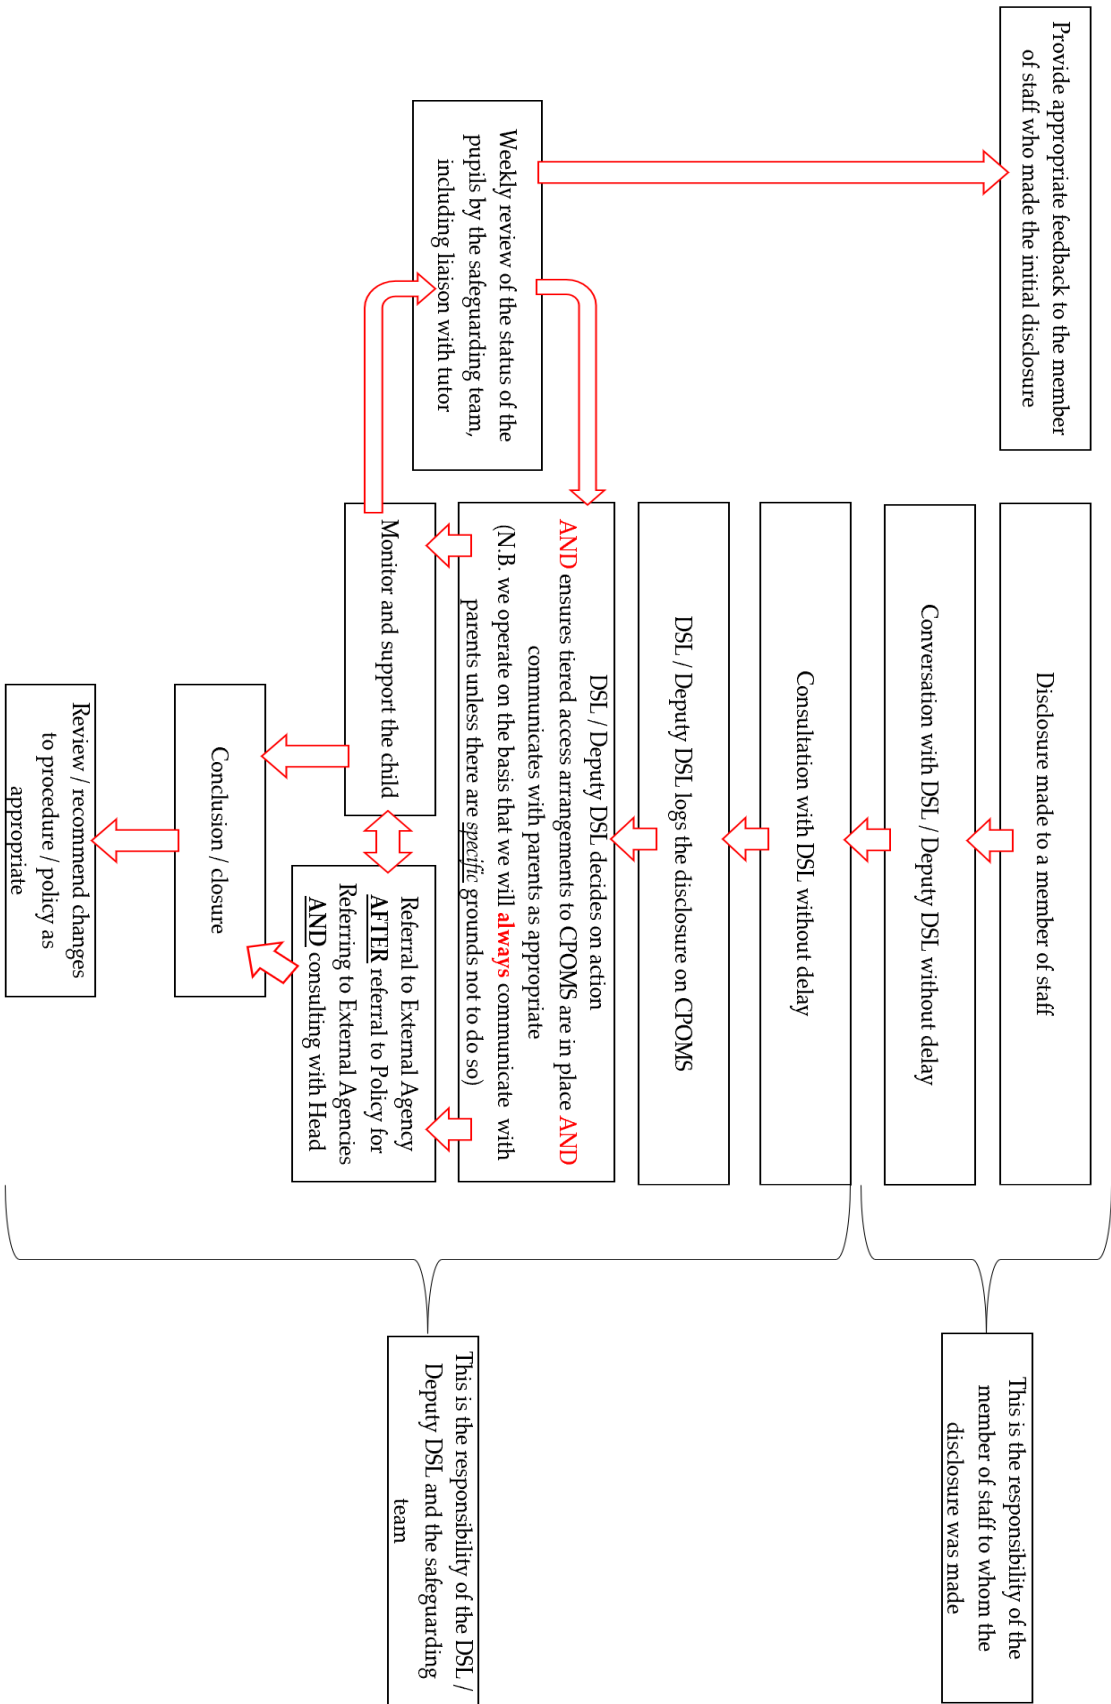 Disclosure made to a member of staff
Conversation with DSL / Deputy DSL without delay
This is the responsibility of the
member of staff to whom the
disclosure was made
Consultation with DSL without delay
DSL / Deputy DSL logs the disclosure on CPOMS
DSL / Deputy DSL decides on action
AND ensures tiered access arrangements to CPOMS are in place AND
communicates with parents as appropriate
(N.B. we operate on the basis that we will always communicate with
parents unless there are specific grounds not to do so)
Monitor and support the child
Referral to External Agency
AFTER referral to Policy for
Referring to External Agencies
AND consulting with Head
Conclusion / closure
Review / recommend changes
to procedure / policy as
appropriate
This is the responsibility of the DSL /
Deputy DSL and the safeguarding
team
Weekly review of the status of the
pupils by the safeguarding team,
including liaison with tutor
Provide appropriate feedback to the member
of staff who made the initial disclosure